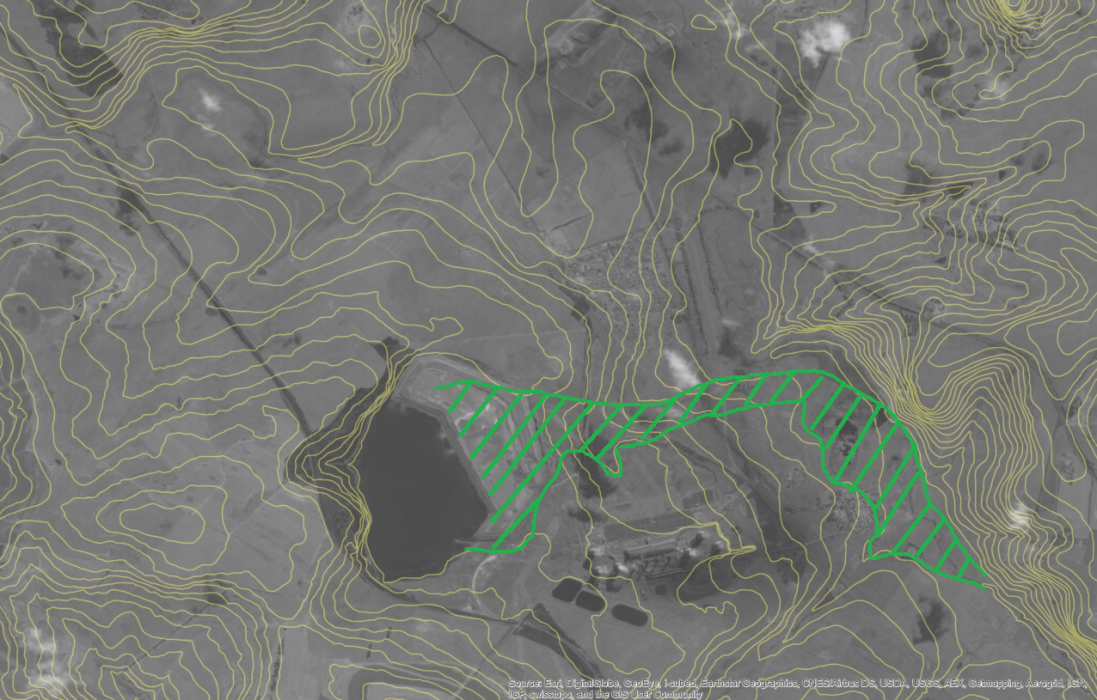 Source: Esri, DigitalGlobe, GeoEye, i-cubed, Earthstar Geographics, CNES/Airbus DS, USDA, USGS, AEX, Getmapping, Aerogrid, IGN,
IGP, swisstopo, and the GIS User Community